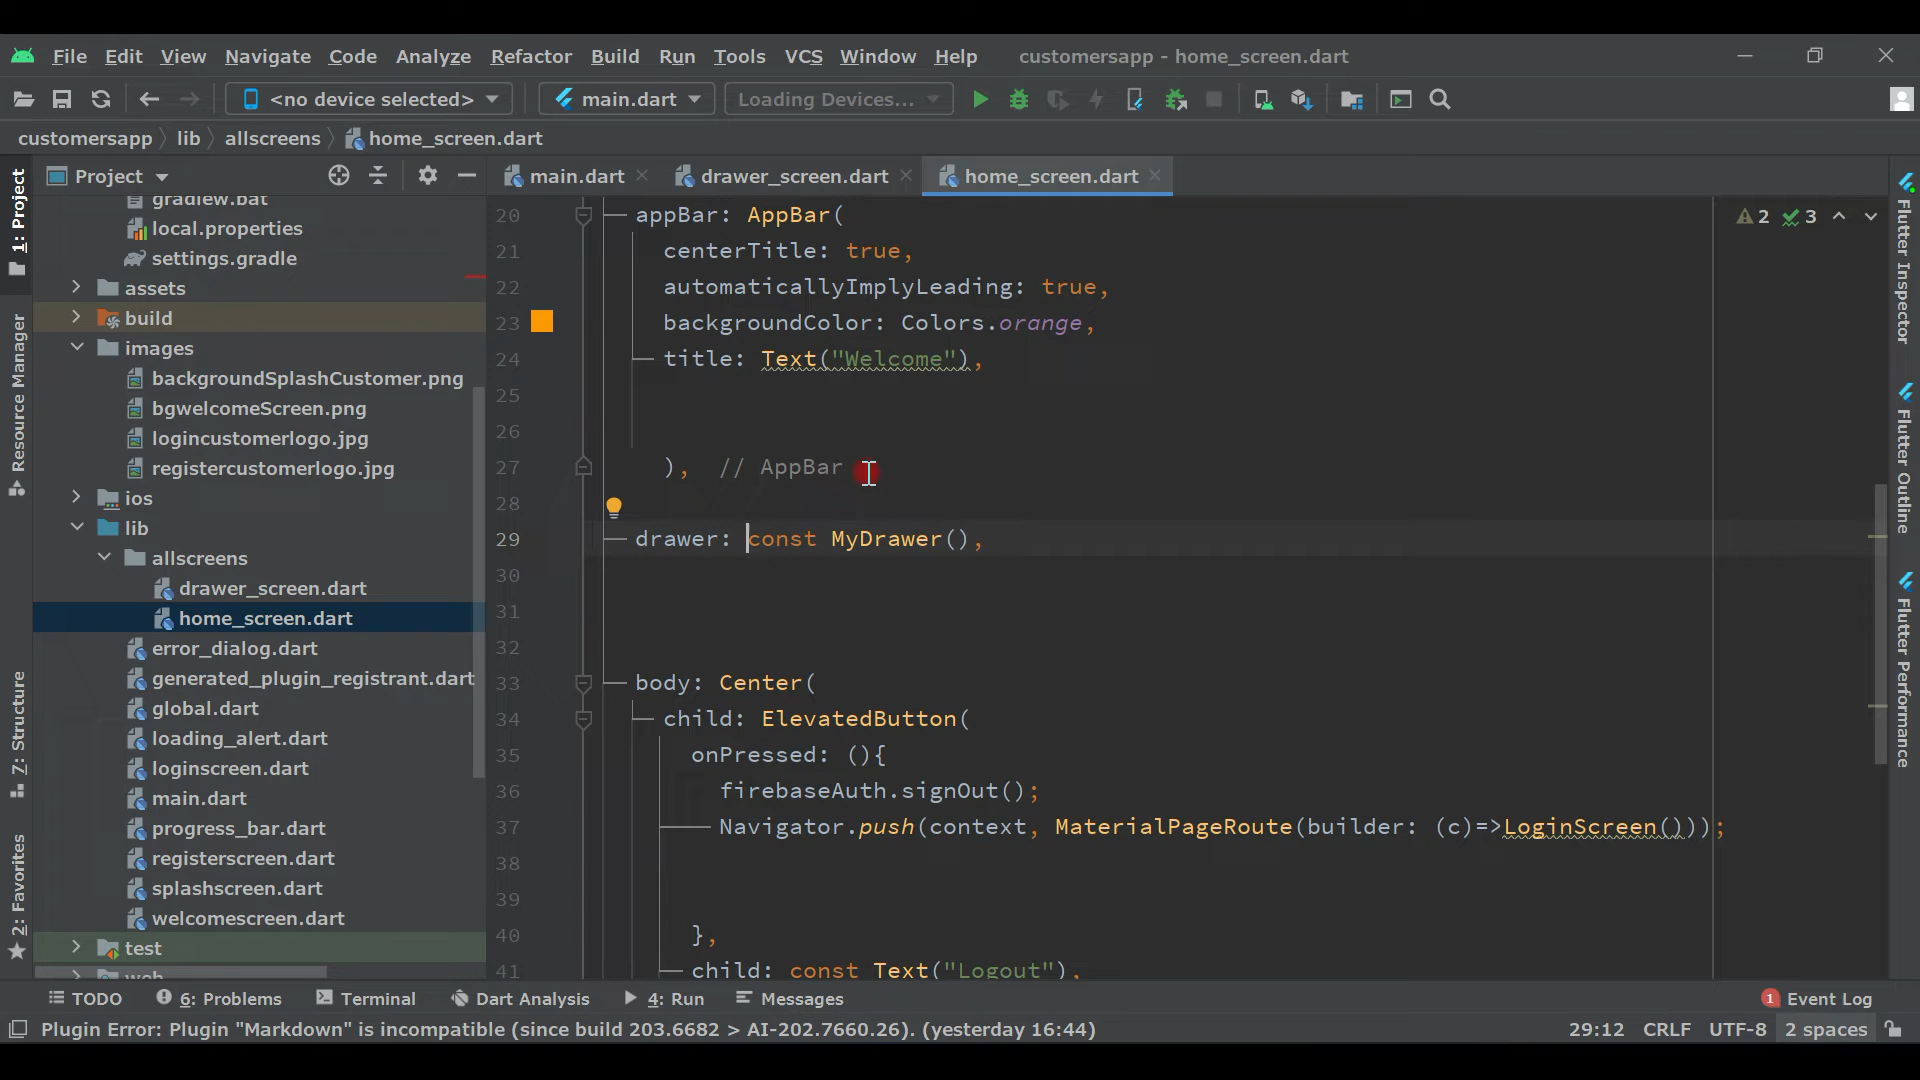 File Edit View Navigate Code Analyze Refactor Build Run Tools VCS Window Help customersapp - home_screen.dart
<no device selected> main.dart Loading Devices...
customersapp lib allscreens home_screen.dart
1: Project
Resource Manager
Z: Structure
2: Favorites
Project
gradlew.bat
local.properties
settings.gradle
assets
build
images
backgroundSplashCustomer.png
bgwelcomeScreen.png
logincustomerlogo.jpg
registercustomerlogo.jpg
ios
lib
allscreens
drawer_screen.dart
home_screen.dart
error_dialog.dart
generated_plugin_registrant.dart
global.dart
loading_alert.dart
loginscreen.dart
main.dart
progress_bar.dart
registerscreen.dart
splashscreen.dart
welcomescreen.dart
test
web
main.dart drawer_screen.dart home_screen.dart
2 3
20 appBar: AppBar(
21 centerTitle: true,
22 automaticallyImplyLeading: true,
23 backgroundColor: Colors.orange,
24 title: Text("Welcome"),
25
26
27 ), // AppBar
28
29 drawer: const MyDrawer(),
30
31
32
33 body: Center(
34 child: ElevatedButton(
35 onPressed: (){
36 firebaseAuth.signOut();
37 Navigator.push(context, MaterialPageRoute(builder: (c)=>LoginScreen()));
38
39
40 },
41 child: const Text("Logout"),
Flutter Inspector
Flutter Outline
Flutter Performance
TODO 6: Problems Terminal Dart Analysis 4: Run Messages 1 Event Log
Plugin Error: Plugin "Markdown" is incompatible (since build 203.6682 > AI-202.7660.26). (yesterday 16:44) 29:12 CRLF UTF-8 2 spaces